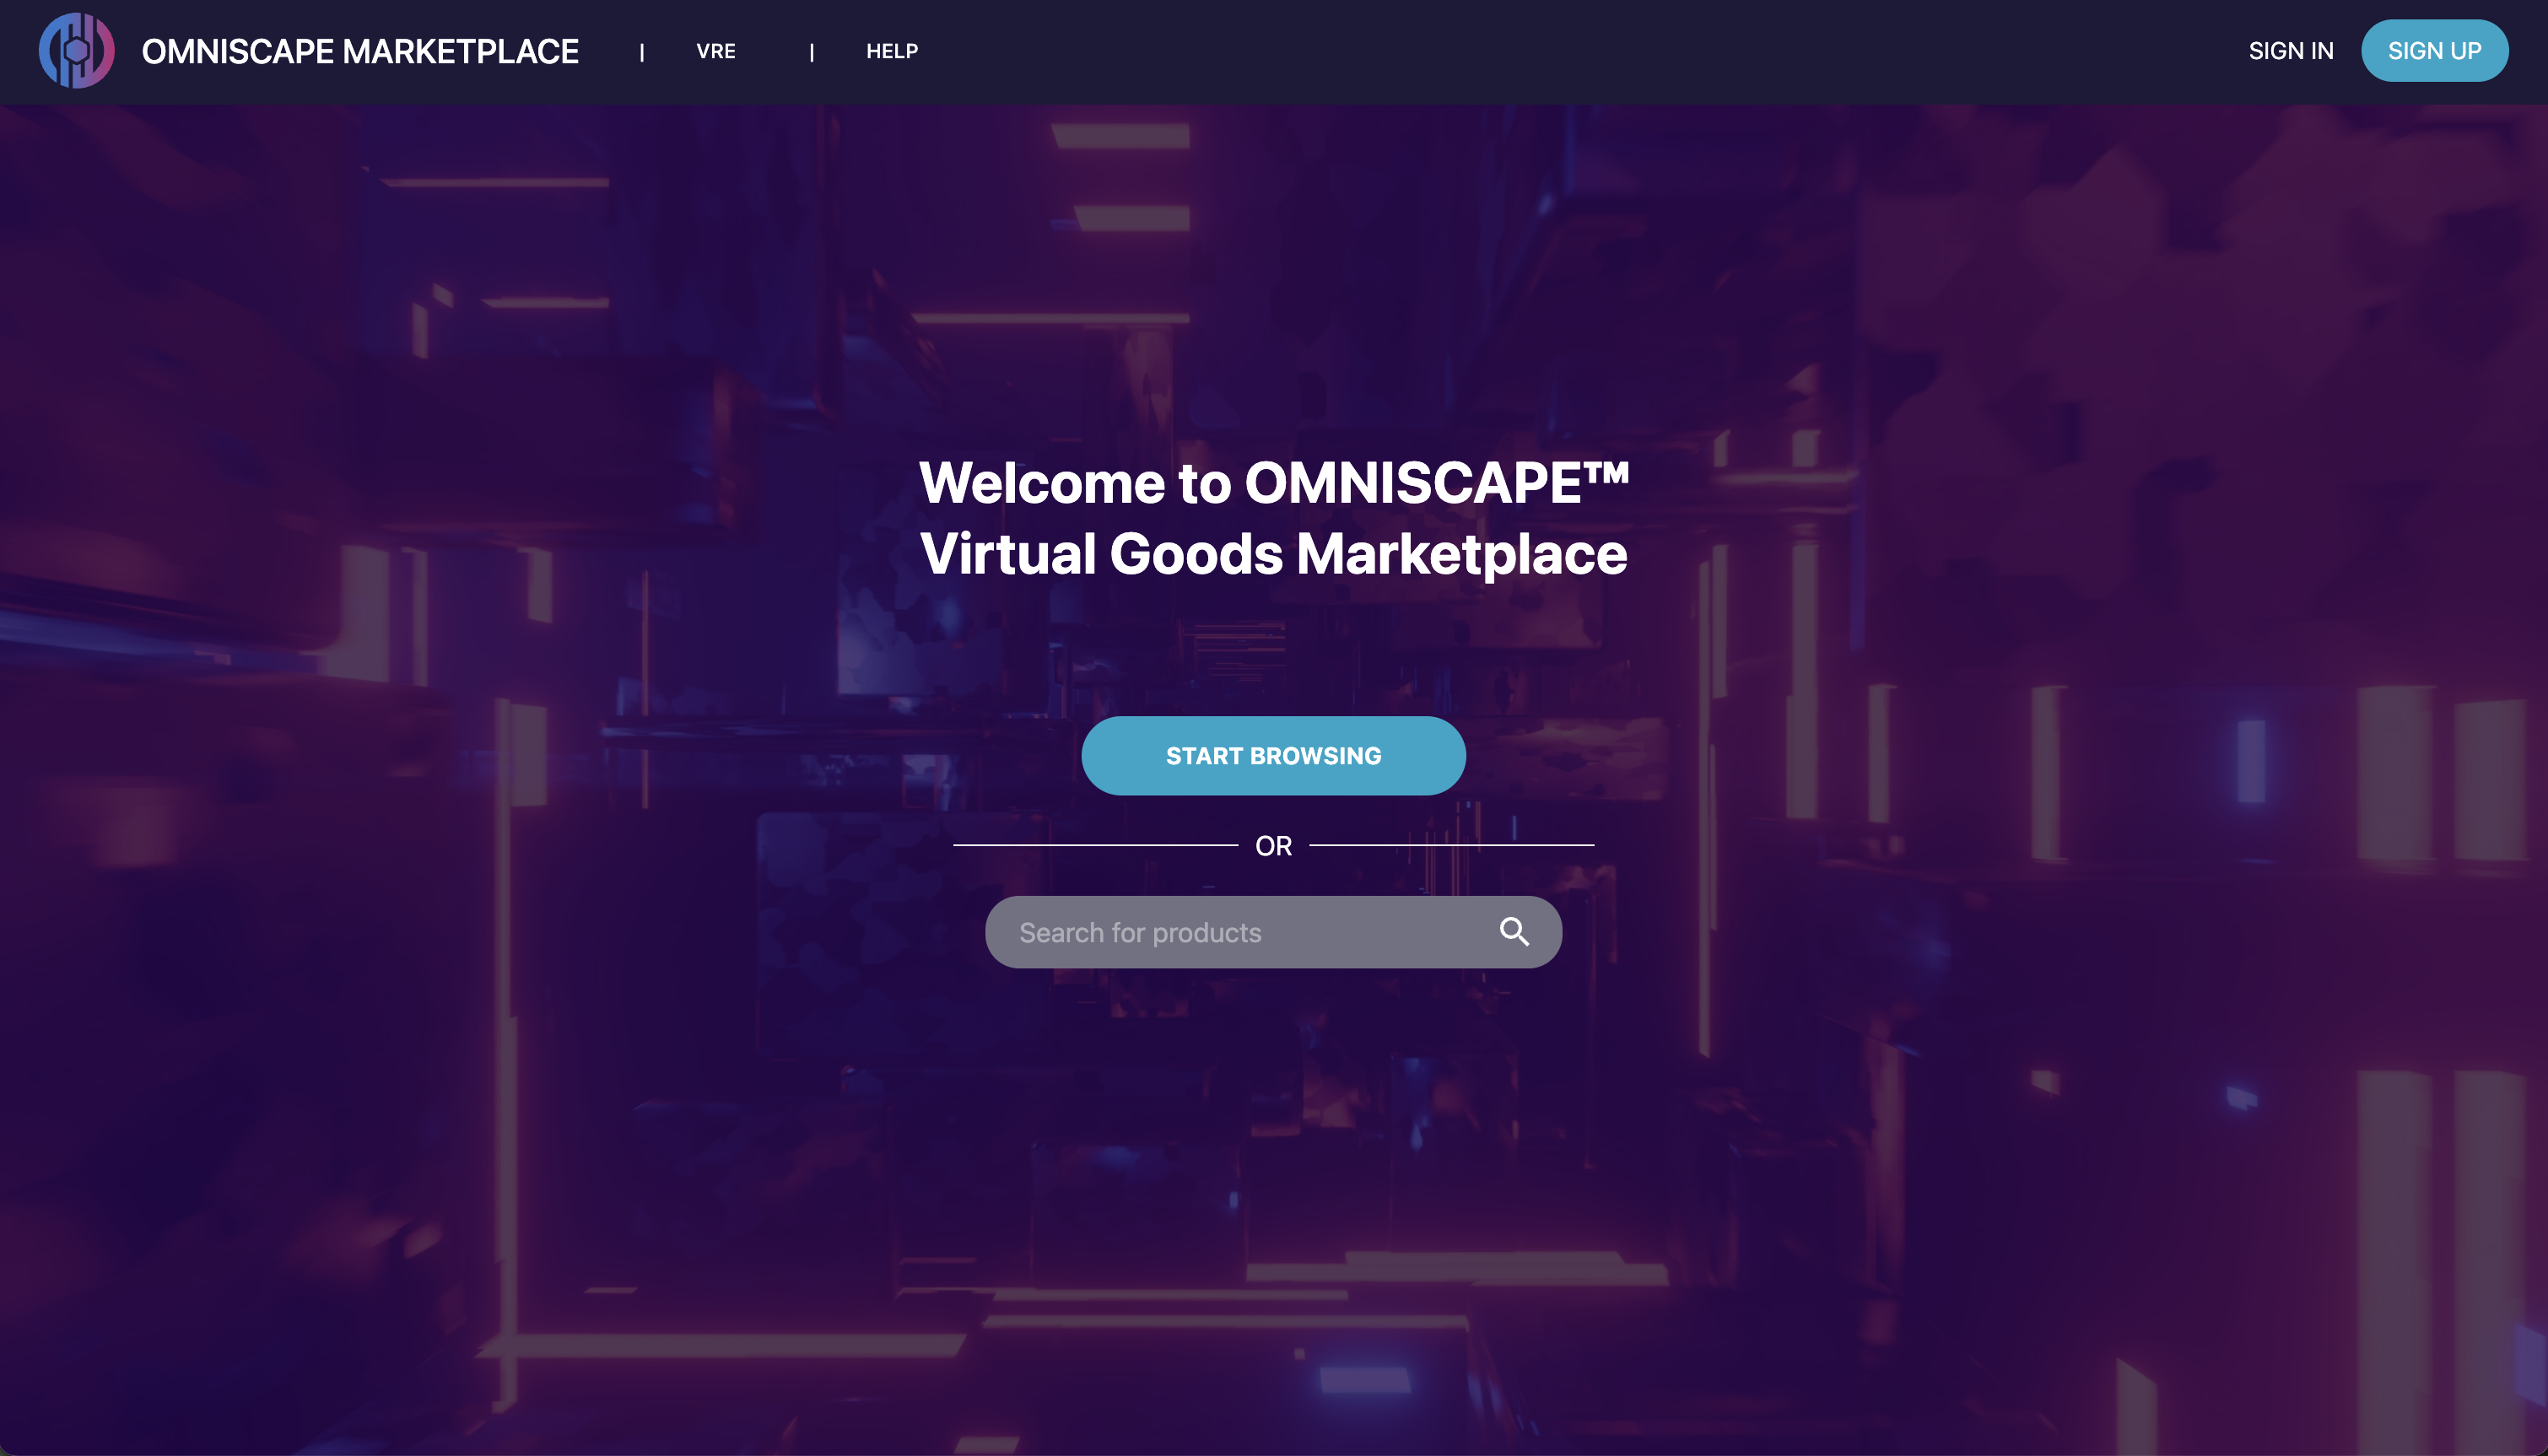 OMNISCAPE MARKETPLACE | VRE | HELP SIGN IN SIGN UP
Welcome to OMNISCAPE™
Virtual Goods Marketplace
START BROWSING
OR
Search for products